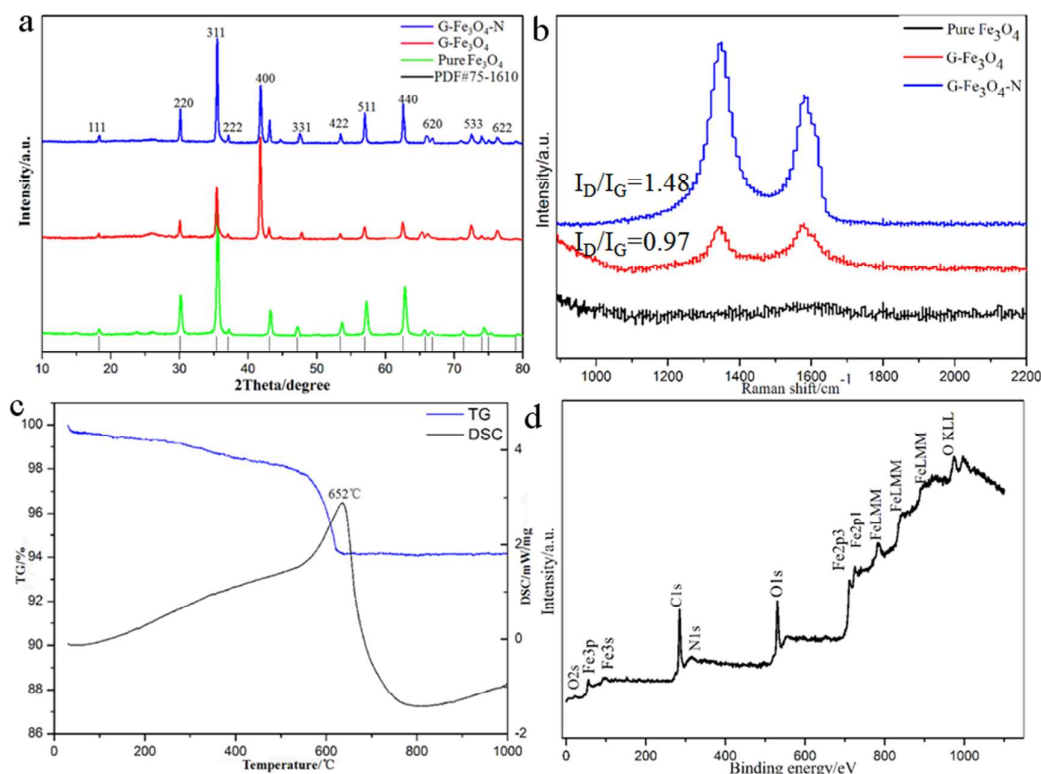 a
G-Fe₃O₄-N
G-Fe₃O₄
Pure Fe₃O₄
PDF#75-1610
111
220
311
222
400
331
422
511
440
620
533
622
Intensity/a.u.
10 20 30 40 50 60 70 80
2Theta/degree
b
Pure Fe₃O₄
G-Fe₃O₄
G-Fe₃O₄-N
I_D/I_G=1.48
I_D/I_G=0.97
Intensity/a.u.
1000 1200 1400 1600 1800 2000 2200
Raman shift/cm⁻¹
c
TG
DSC
652℃
TG/%
100
98
96
94
92
90
88
86
DSC/mW/mg
4
2
0
-2
0 200 400 600 800 1000
Temperature/℃
d
O2s
Fe3p
Fe3s
C1s
N1s
O1s
Fe2p3
Fe2p1
FeLMM
FeLMM
FeLMM
O KLL
Intensity/a.u.
0 200 400 600 800 1000
Binding energy/eV